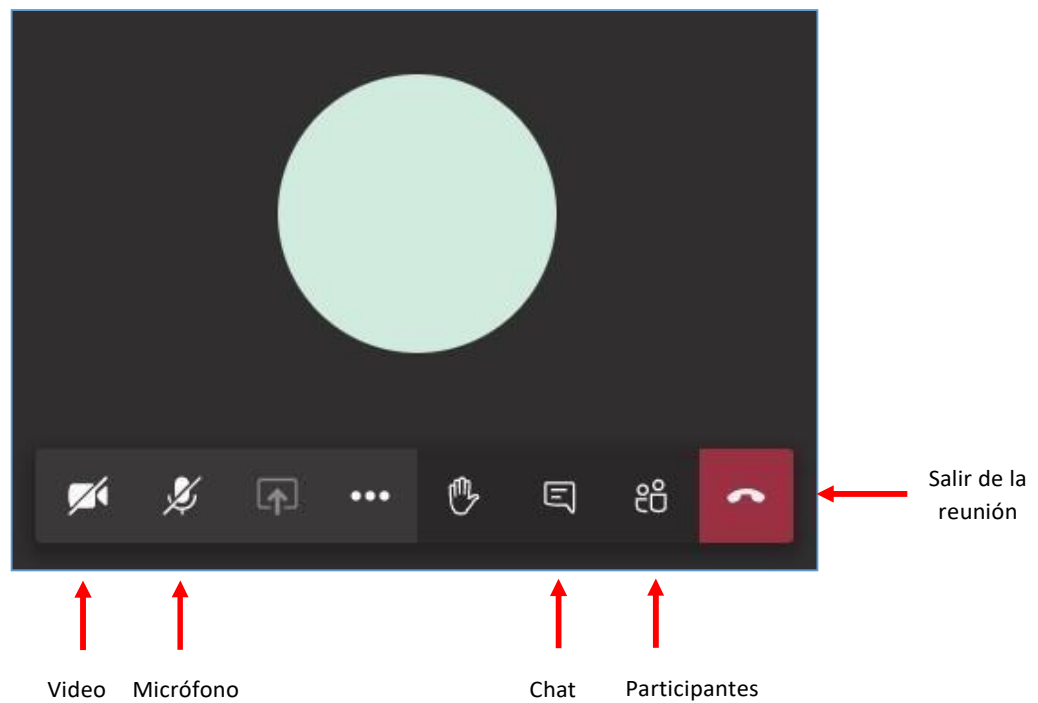 Salir de la
reunión
Video
Micrófono
Chat
Participantes